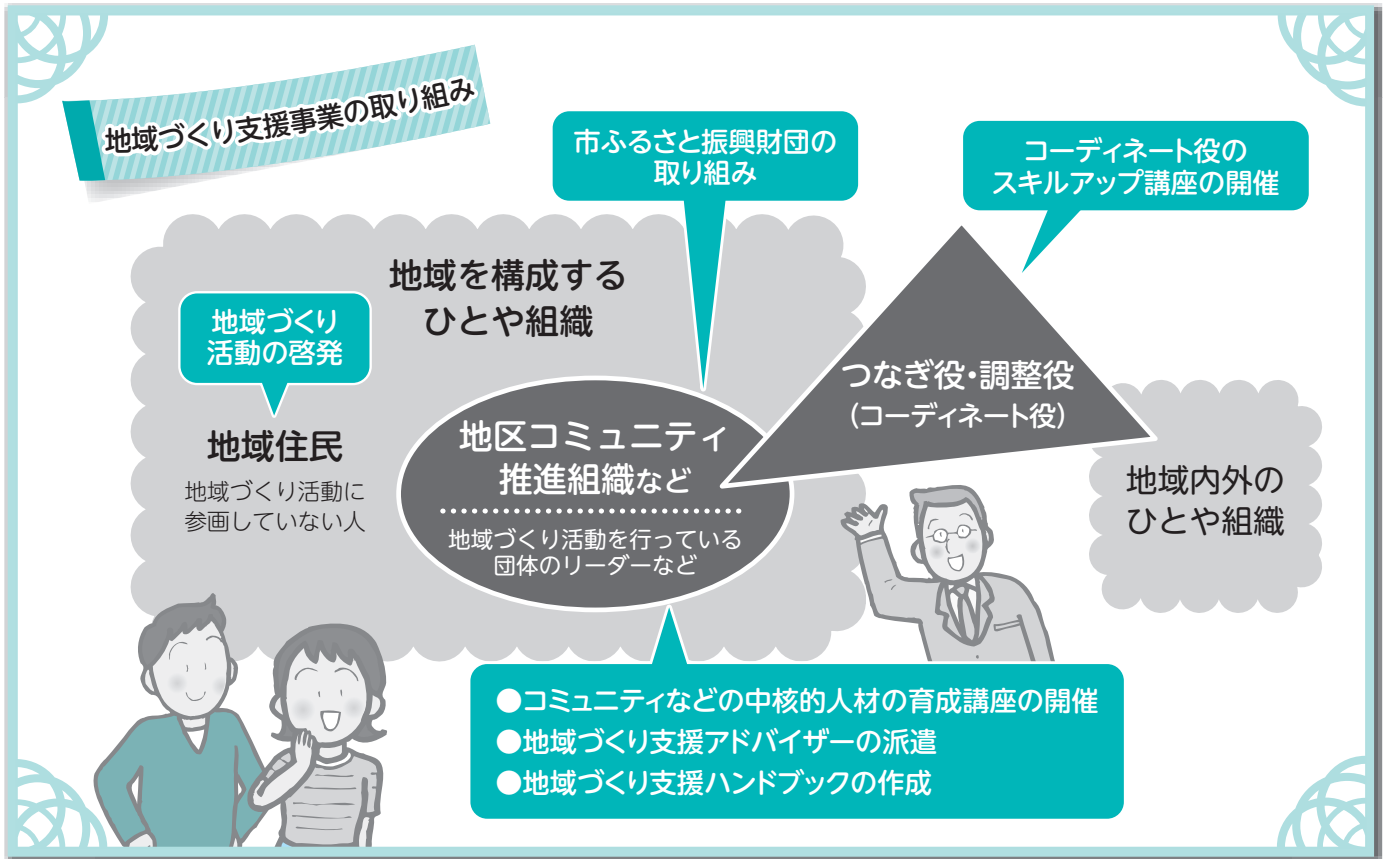 地域づくり支援事業の取り組み
市ふるさと振興財団の
取り組み
コーディネート役の
スキルアップ講座の開催
地域を構成する
ひとや組織
地域づくり
活動の啓発
地域住民
地域づくり活動に
参画していない人
地区コミュニティ
推進組織など
地域づくり活動を行っている
団体のリーダーなど
つなぎ役・調整役
（コーディネート役）
地域内外の
ひとや組織
●コミュニティなどの中核的人材の育成講座の開催
●地域づくり支援アドバイザーの派遣
●地域づくり支援ハンドブックの作成